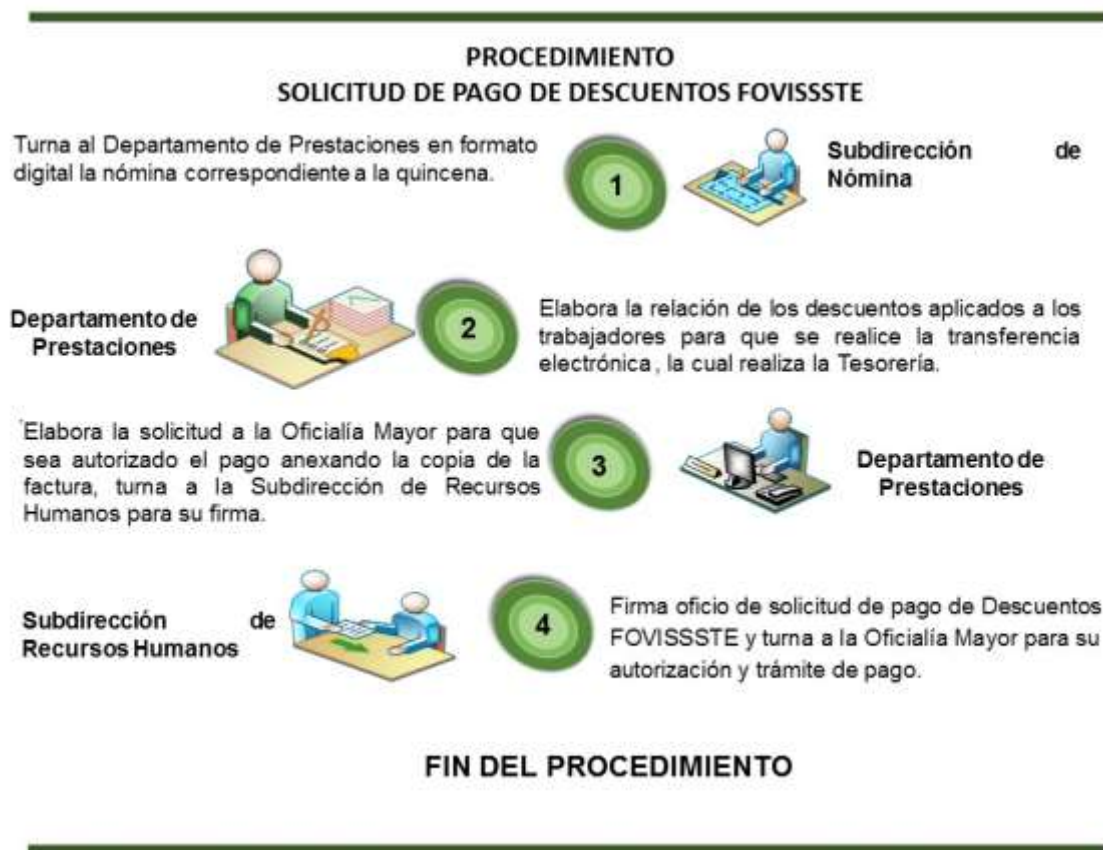 PROCEDIMIENTO
SOLICITUD DE PAGO DE DESCUENTOS FOVISSSTE
Turna al Departamento de Prestaciones en formato
digital la nómina correspondiente a la quincena.
1
Subdirección de
Nómina
Departamento de
Prestaciones
2
Elabora la relación de los descuentos aplicados a los
trabajadores para que se realice la transferencia
electrónica, la cual realiza la Tesorería.
Elabora la solicitud a la Oficialía Mayor para que
sea autorizado el pago anexando la copia de la
factura, turna a la Subdirección de Recursos
Humanos para su firma.
3
Departamento de
Prestaciones
Subdirección de
Recursos Humanos
4
Firma oficio de solicitud de pago de Descuentos
FOVISSSTE y turna a la Oficialía Mayor para su
autorización y trámite de pago.
FIN DEL PROCEDIMIENTO